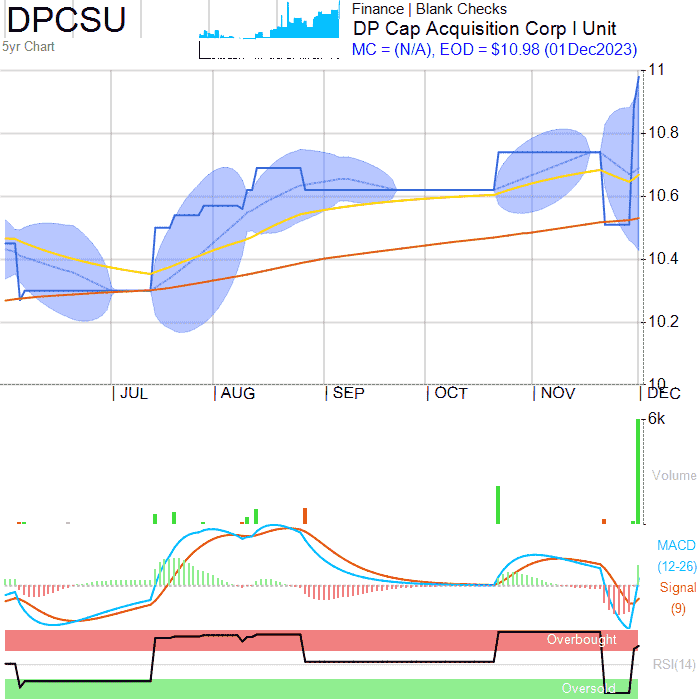 DPCSU
5yr Chart
Finance | Blank Checks
DP Cap Acquisition Corp I Unit
MC = (N/A), EOD = $10.98 (01Dec2023)
11
10.8
10.6
10.4
10.2
10
JUL AUG SEP OCT NOV DEC
6k
Volume
MACD
(12-26)
Signal
(9)
Overbought
RSI(14)
Oversold